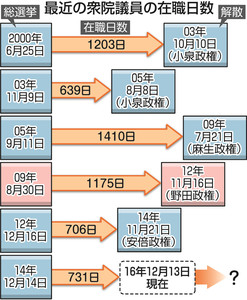 最近の衆院議員の在職日数
総選挙
在職日数
解散
2000年
6月25日
1203日
03年
10月10日
(小泉政権)
03年
11月9日
639日
05年
8月8日
(小泉政権)
05年
9月11日
1410日
09年
7月21日
(麻生政権)
09年
8月30日
1175日
12年
11月16日
(野田政権)
12年
12月16日
706日
14年
11月21日
(安倍政権)
14年
12月14日
731日
16年12月13日
現在
?